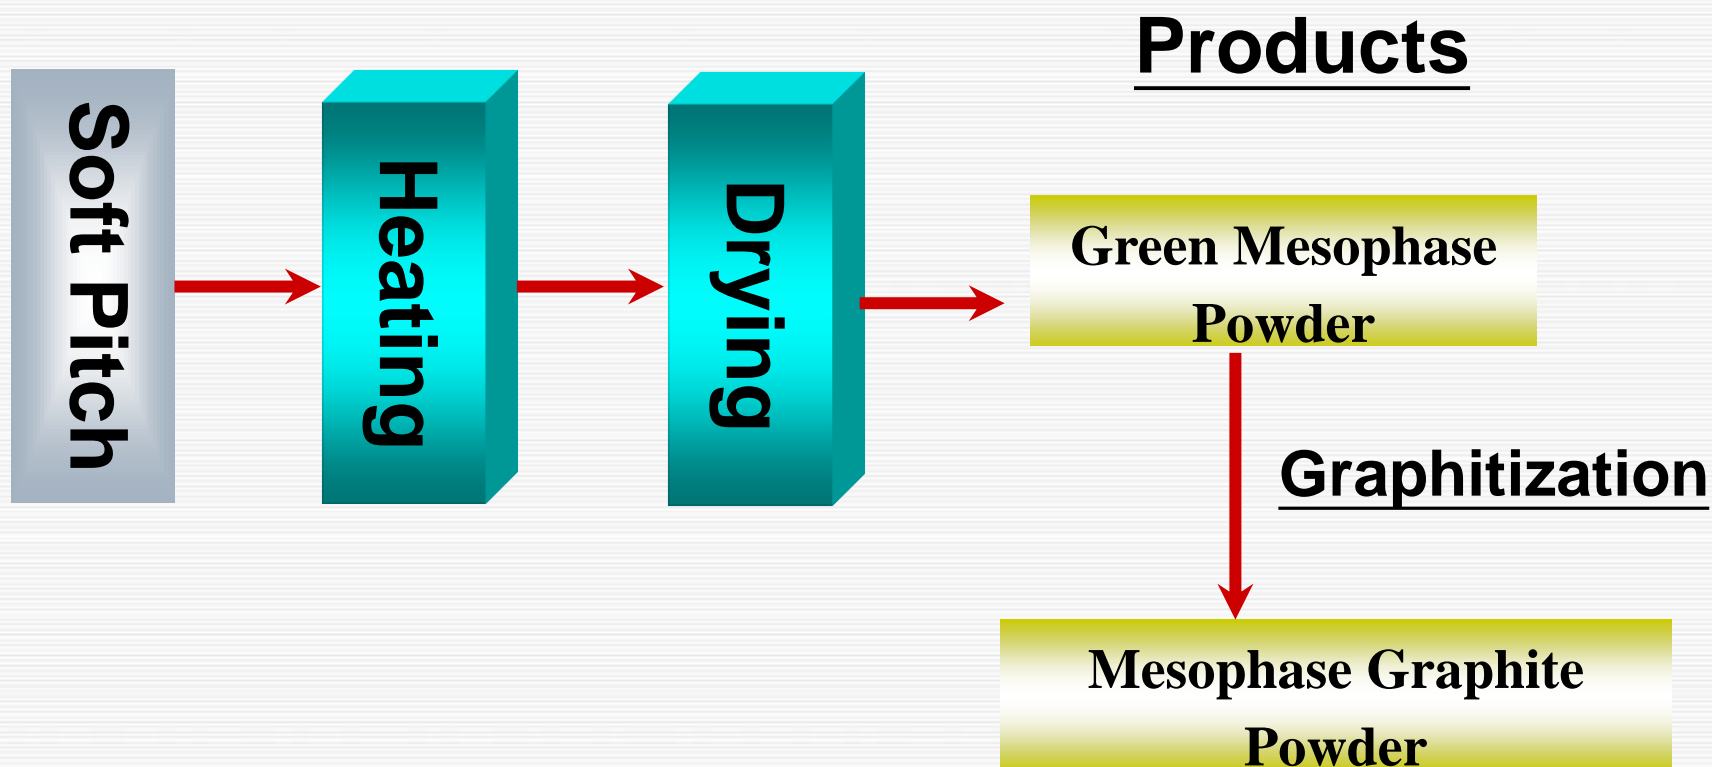 Products
Soft Pitch
Heating
Drying
Green Mesophase
Powder
Graphitization
Mesophase Graphite
Powder